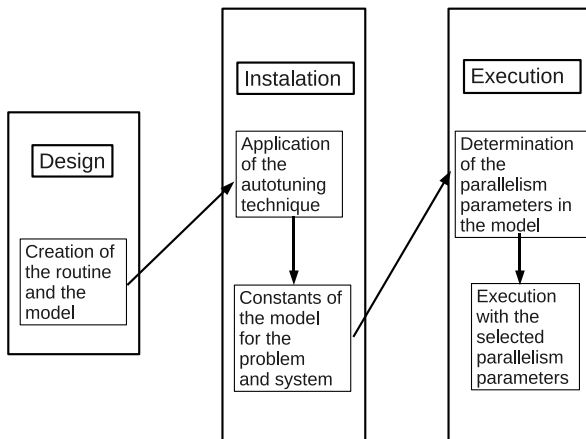 Design
Creation of
the routine
and the
model
Instalation
Application
of the
autotuning
technique
Constants of
the model
for the
problem
and system
Execution
Determination
of the
parallelism
parameters in
the model
Execution
with the
selected
parallelism
parameters